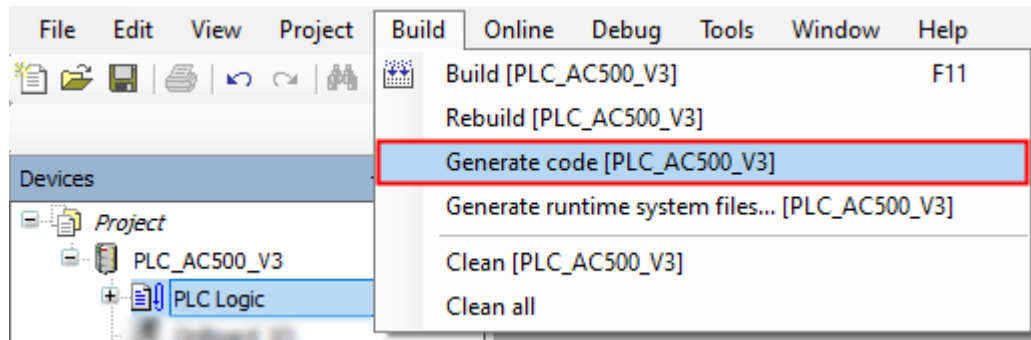 File Edit View Project Build Online Debug Tools Window Help
Build [PLC_AC500_V3] F11
Rebuild [PLC_AC500_V3]
Generate code [PLC_AC500_V3]
Generate runtime system files... [PLC_AC500_V3]
Clean [PLC_AC500_V3]
Clean all
Devices
Project
PLC_AC500_V3
PLC Logic